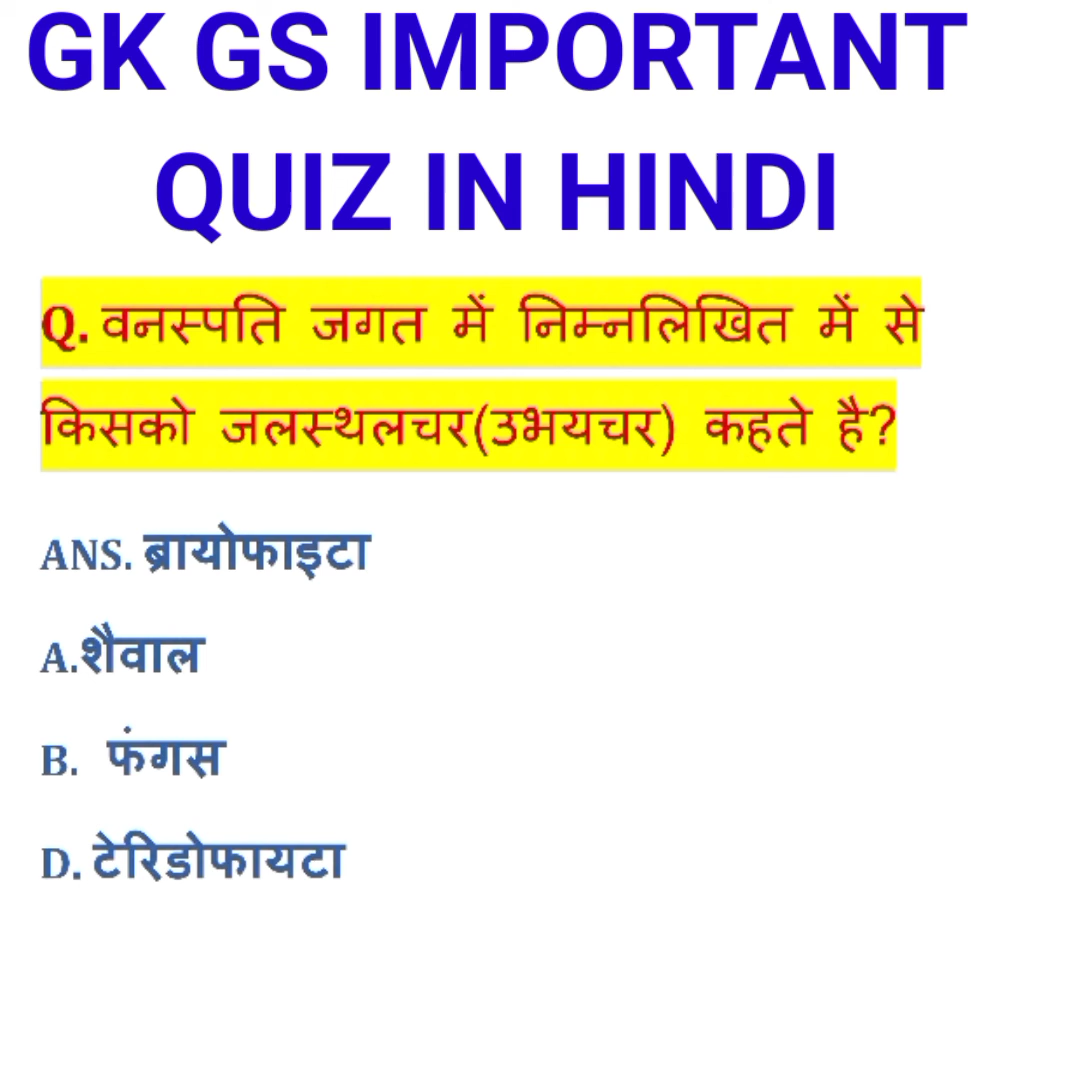 GK GS IMPORTANT
QUIZ IN HINDI
Q. वनस्पति जगत में निम्नलिखित में से
किसको जलस्थलचर(उभयचर) कहते है?
ANS. ब्रायोफाइटा
A.शैवाल
B. फंगस
D. टेरिडोफायटा